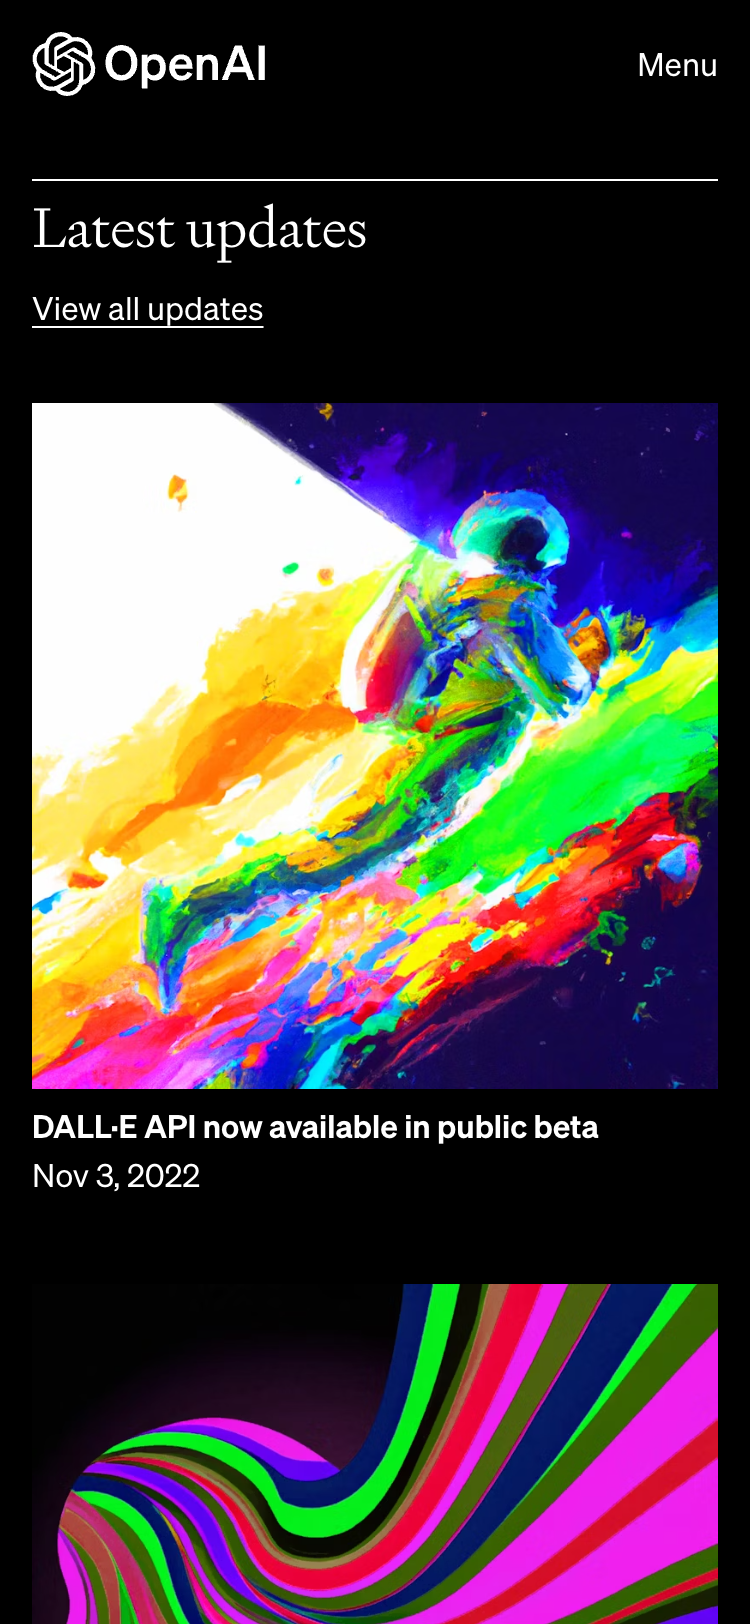 OpenAI
Menu
Latest updates
View all updates
DALL·E API now available in public beta
Nov 3, 2022